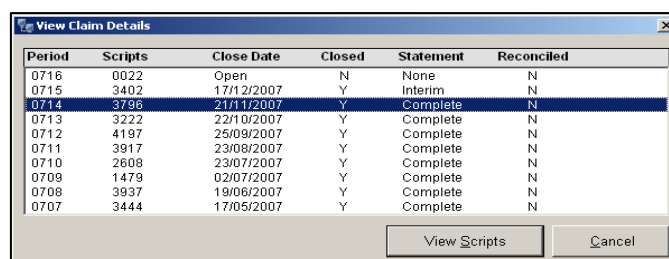 View Claim Details
Period Scripts Close Date Closed Statement Reconciled
0716 0022 Open N None N
0715 3402 17/12/2007 Y Interim N
0714 3796 21/11/2007 Y Complete N
0713 3222 22/10/2007 Y Complete N
0712 4197 25/09/2007 Y Complete N
0711 3917 23/08/2007 Y Complete N
0710 2608 23/07/2007 Y Complete N
0709 1479 02/07/2007 Y Complete N
0708 3937 19/06/2007 Y Complete N
0707 3444 17/05/2007 Y Complete N
View Scripts Cancel